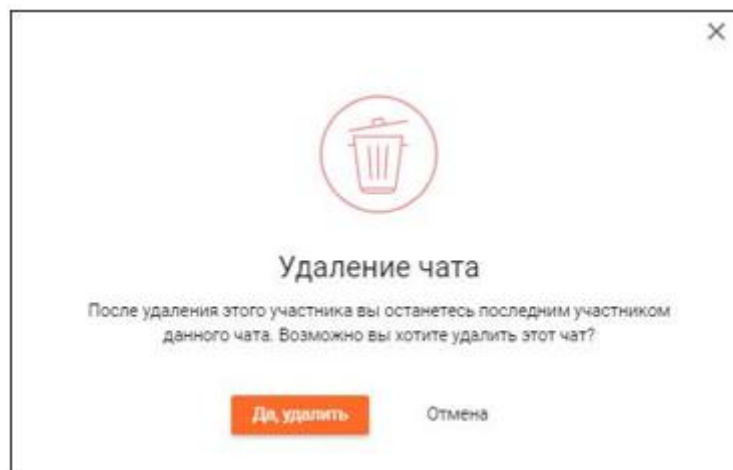 Удаление чата
После удаления этого участника вы останетесь последним участником
данного чата. Возможно вы хотите удалить этот чат?
Да, удалить Отмена